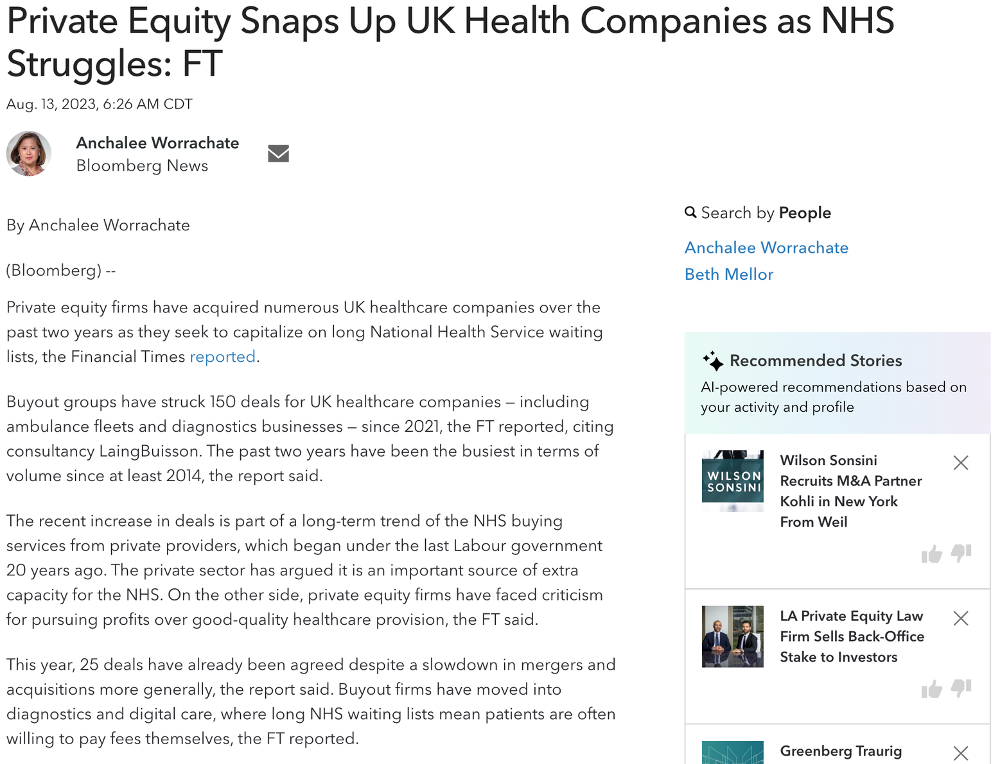 Private Equity Snaps Up UK Health Companies as NHS
Struggles: FT
Aug. 13, 2023, 6:26 AM CDT
Anchalee Worrachate
Bloomberg News
By Anchalee Worrachate
(Bloomberg) --
Private equity firms have acquired numerous UK healthcare companies over the
past two years as they seek to capitalize on long National Health Service waiting
lists, the Financial Times reported.
Buyout groups have struck 150 deals for UK healthcare companies — including
ambulance fleets and diagnostics businesses — since 2021, the FT reported, citing
consultancy LaingBuisson. The past two years have been the busiest in terms of
volume since at least 2014, the report said.
The recent increase in deals is part of a long-term trend of the NHS buying
services from private providers, which began under the last Labour government
20 years ago. The private sector has argued it is an important source of extra
capacity for the NHS. On the other side, private equity firms have faced criticism
for pursuing profits over good-quality healthcare provision, the FT said.
This year, 25 deals have already been agreed despite a slowdown in mergers and
acquisitions more generally, the report said. Buyout firms have moved into
diagnostics and digital care, where long NHS waiting lists mean patients are often
willing to pay fees themselves, the FT reported.
Search by People
Anchalee Worrachate
Beth Mellor
Recommended Stories
AI-powered recommendations based on
your activity and profile
WILSON
SONSINI
Wilson Sonsini
Recruits M&A Partner
Kohli in New York
From Weil
LA Private Equity Law
Firm Sells Back-Office
Stake to Investors
Greenberg Traurig